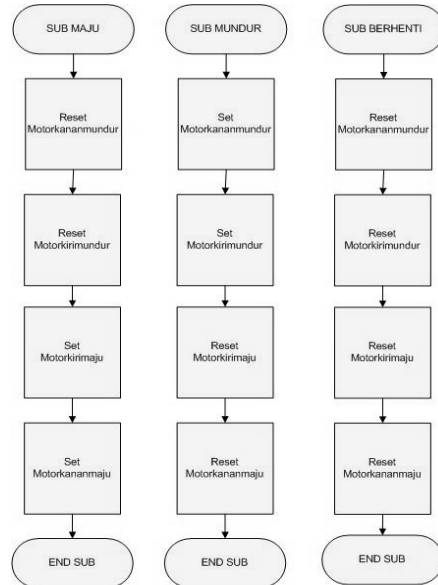 SUB MAJU
Reset
Motorkananmundur
Reset
Motorkirimundur
Set
Motorkirimaju
Set
Motorkananmaju
END SUB
SUB MUNDUR
Set
Motorkananmundur
Set
Motorkirimundur
Reset
Motorkirimaju
Reset
Motorkananmaju
END SUB
SUB BERHENTI
Reset
Motorkananmundur
Reset
Motorkirimundur
Reset
Motorkirimaju
Reset
Motorkananmaju
END SUB